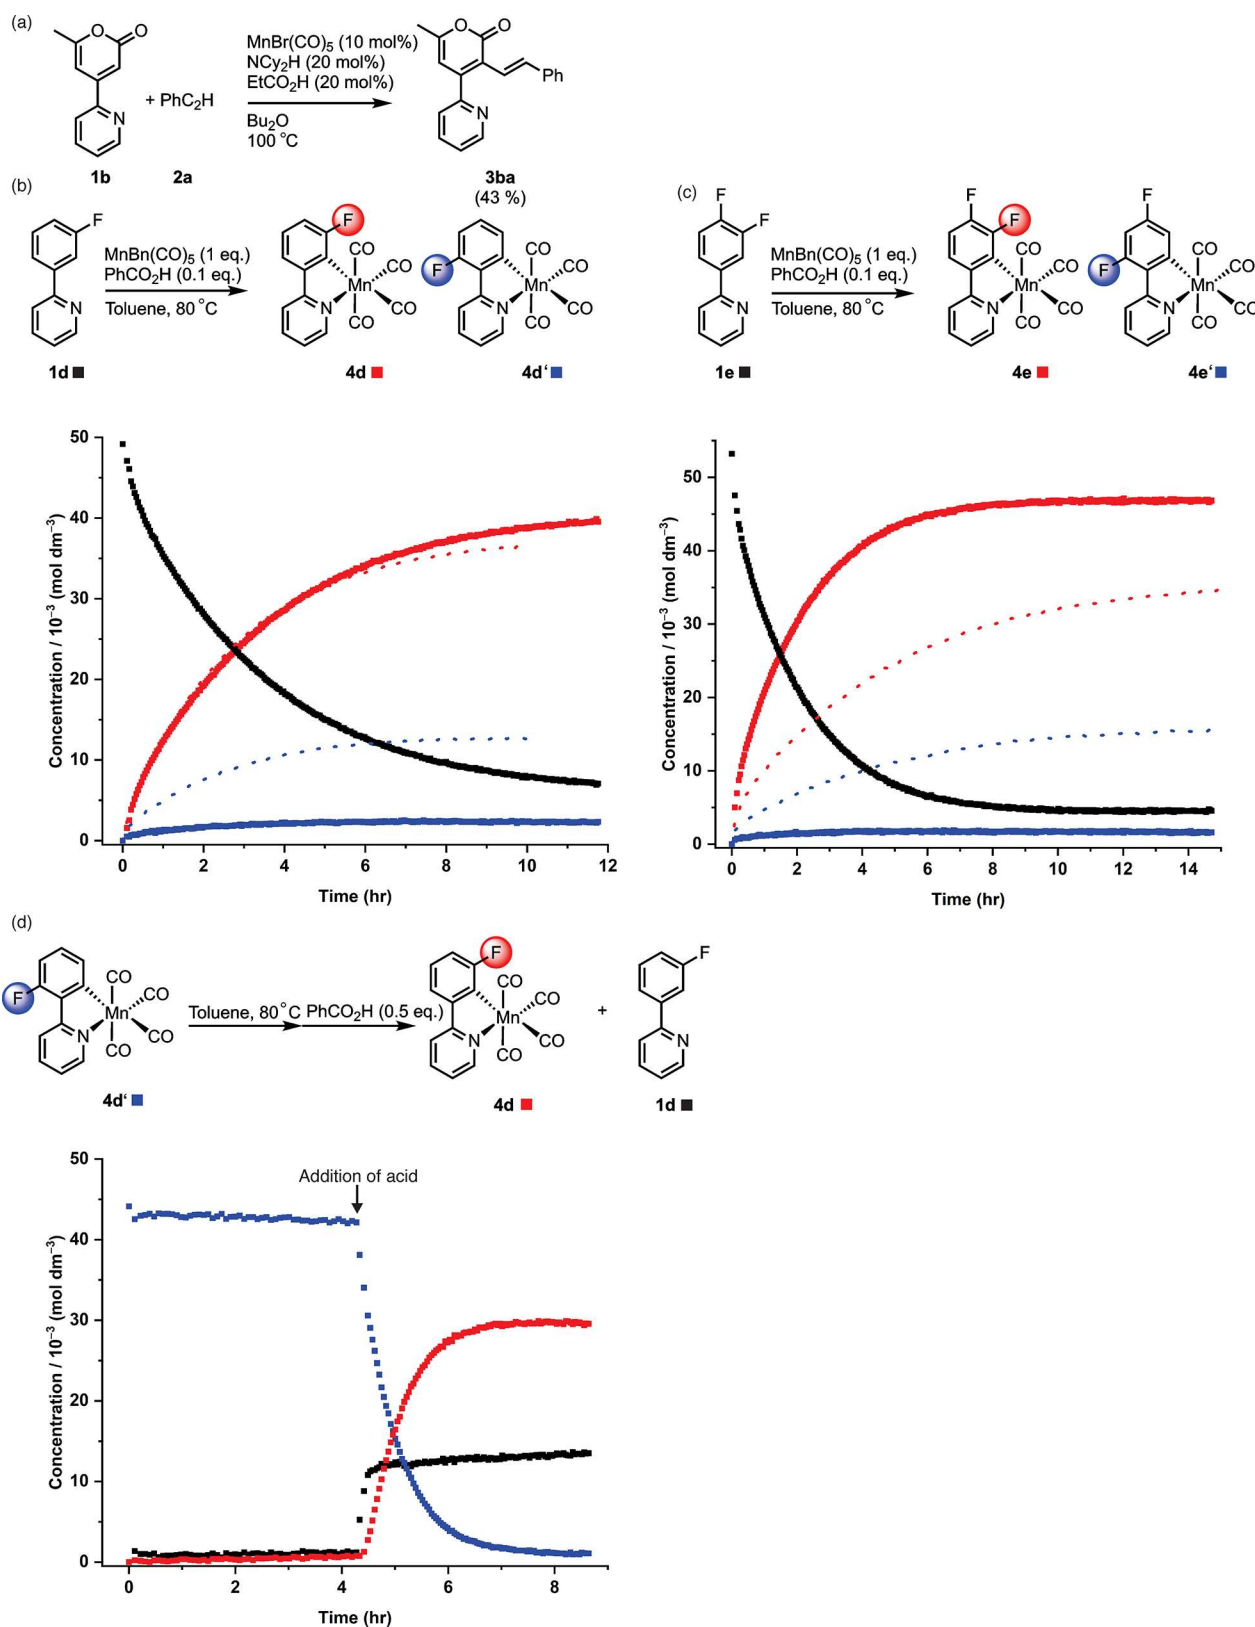 (a)
O
O
N
1b
+ PhC2H
2a
MnBr(CO)5 (10 mol%)
NCy2H (20 mol%)
EtCO2H (20 mol%)
Bu2O
100 °C
O
O
Ph
N
3ba
(43 %)
(b)
F
N
1d
MnBn(CO)5 (1 eq.)
PhCO2H (0.1 eq.)
Toluene, 80 °C
F
CO
CO
Mn
N
CO
CO
4d
F
CO
CO
Mn
N
CO
CO
4d‘
(c)
F
F
N
1e
MnBn(CO)5 (1 eq.)
PhCO2H (0.1 eq.)
Toluene, 80 °C
F
F
CO
CO
Mn
N
CO
CO
4e
F
F
CO
CO
Mn
N
CO
CO
4e‘
Concentration / 10−3 (mol dm−3)
50
40
30
20
10
0
0 2 4 6 8 10 12
Time (hr)
Concentration / 10−3 (mol dm−3)
50
40
30
20
10
0
0 2 4 6 8 10 12 14
Time (hr)
(d)
F
CO
CO
Mn
N
CO
CO
4d‘
Toluene, 80 °C PhCO2H (0.5 eq.)
F
CO
CO
Mn
N
CO
CO
4d
+
F
N
1d
Addition of acid
Concentration / 10−3 (mol dm−3)
50
40
30
20
10
0
0 2 4 6 8
Time (hr)